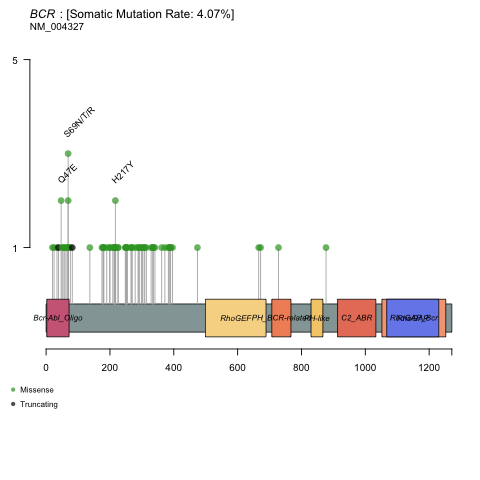 BCR : [Somatic Mutation Rate: 4.07%]
NM_004327
5
S69N/T/R
Q47E
H217Y
1
Bcr-Abl_Oligo RhoGEF PH_BCR-related PH-like C2_ABR
0 200 400 600 800 1000 1200
Missense
Truncating